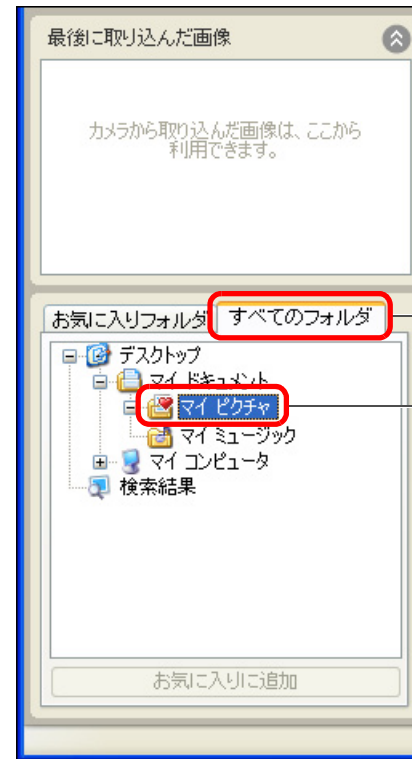 最後に取り込んだ画像
カメラから取り込んだ画像は、ここから
利用できます。
お気に入りフォルダ すべてのフォルダ
デスクトップ
マイ ドキュメント
マイ ピクチャ
マイ ミュージック
マイ コンピュータ
検索結果
お気に入りに追加